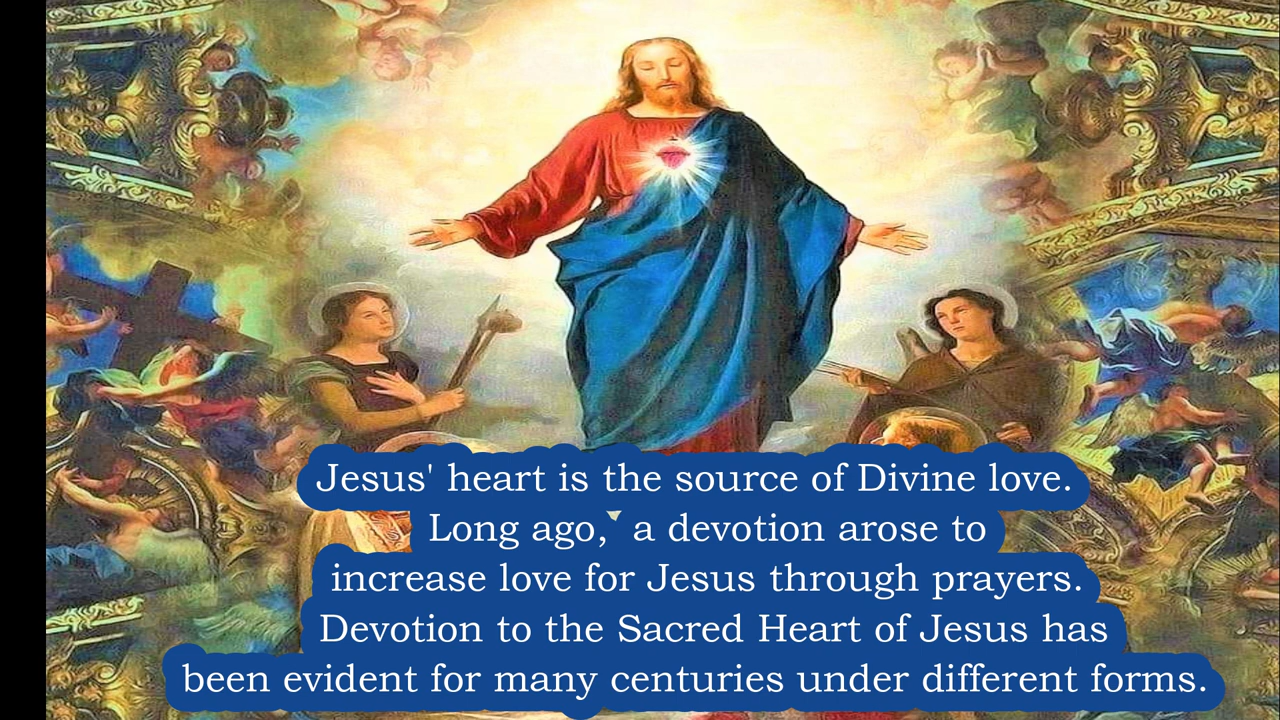 Jesus' heart is the source of Divine love.
Long ago, a devotion arose to
increase love for Jesus through prayers.
Devotion to the Sacred Heart of Jesus has
been evident for many centuries under different forms.